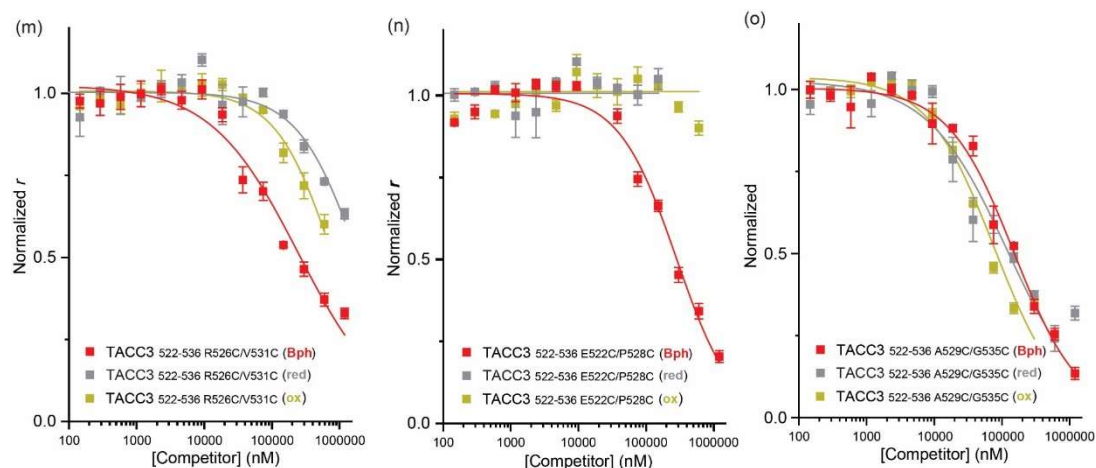 (m)
Normalized r
1.0
0.5
0.0
TACC3 522-536 R526C/V531C (Bph)
TACC3 522-536 R526C/V531C (red)
TACC3 522-536 R526C/V531C (ox)
100 1000 10000 100000 1000000
[Competitor] (nM)
(n)
Normalized r
1.0
0.5
0.0
TACC3 522-536 E522C/P528C (Bph)
TACC3 522-536 E522C/P528C (red)
TACC3 522-536 E522C/P528C (ox)
100 1000 10000 100000 1000000
[Competitor] (nM)
(o)
Normalized
1.0
0.5
0.0
TACC3 522-536 A529C/G535C (Bph)
TACC3 522-536 A529C/G535C (red)
TACC3 522-536 A529C/G535C (ox)
100 1000 10000 100000 1000000
[Competitor] (nM)